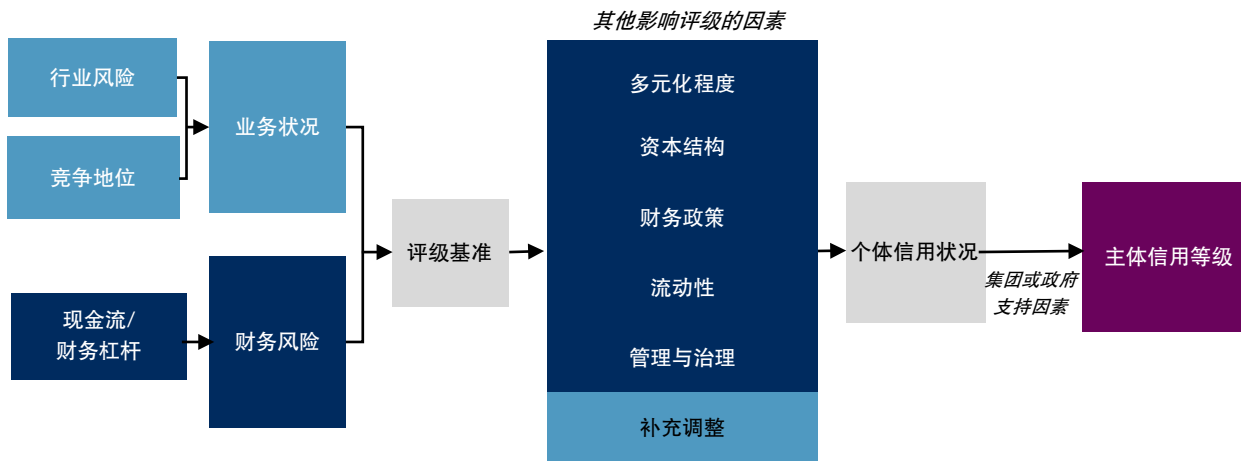 其他影响评级的因素
行业风险
竞争地位
业务状况
现金流/
财务杠杆
财务风险
评级基准
多元化程度
资本结构
财务政策
流动性
管理与治理
补充调整
个体信用状况
集团或政府
支持因素
主体信用等级